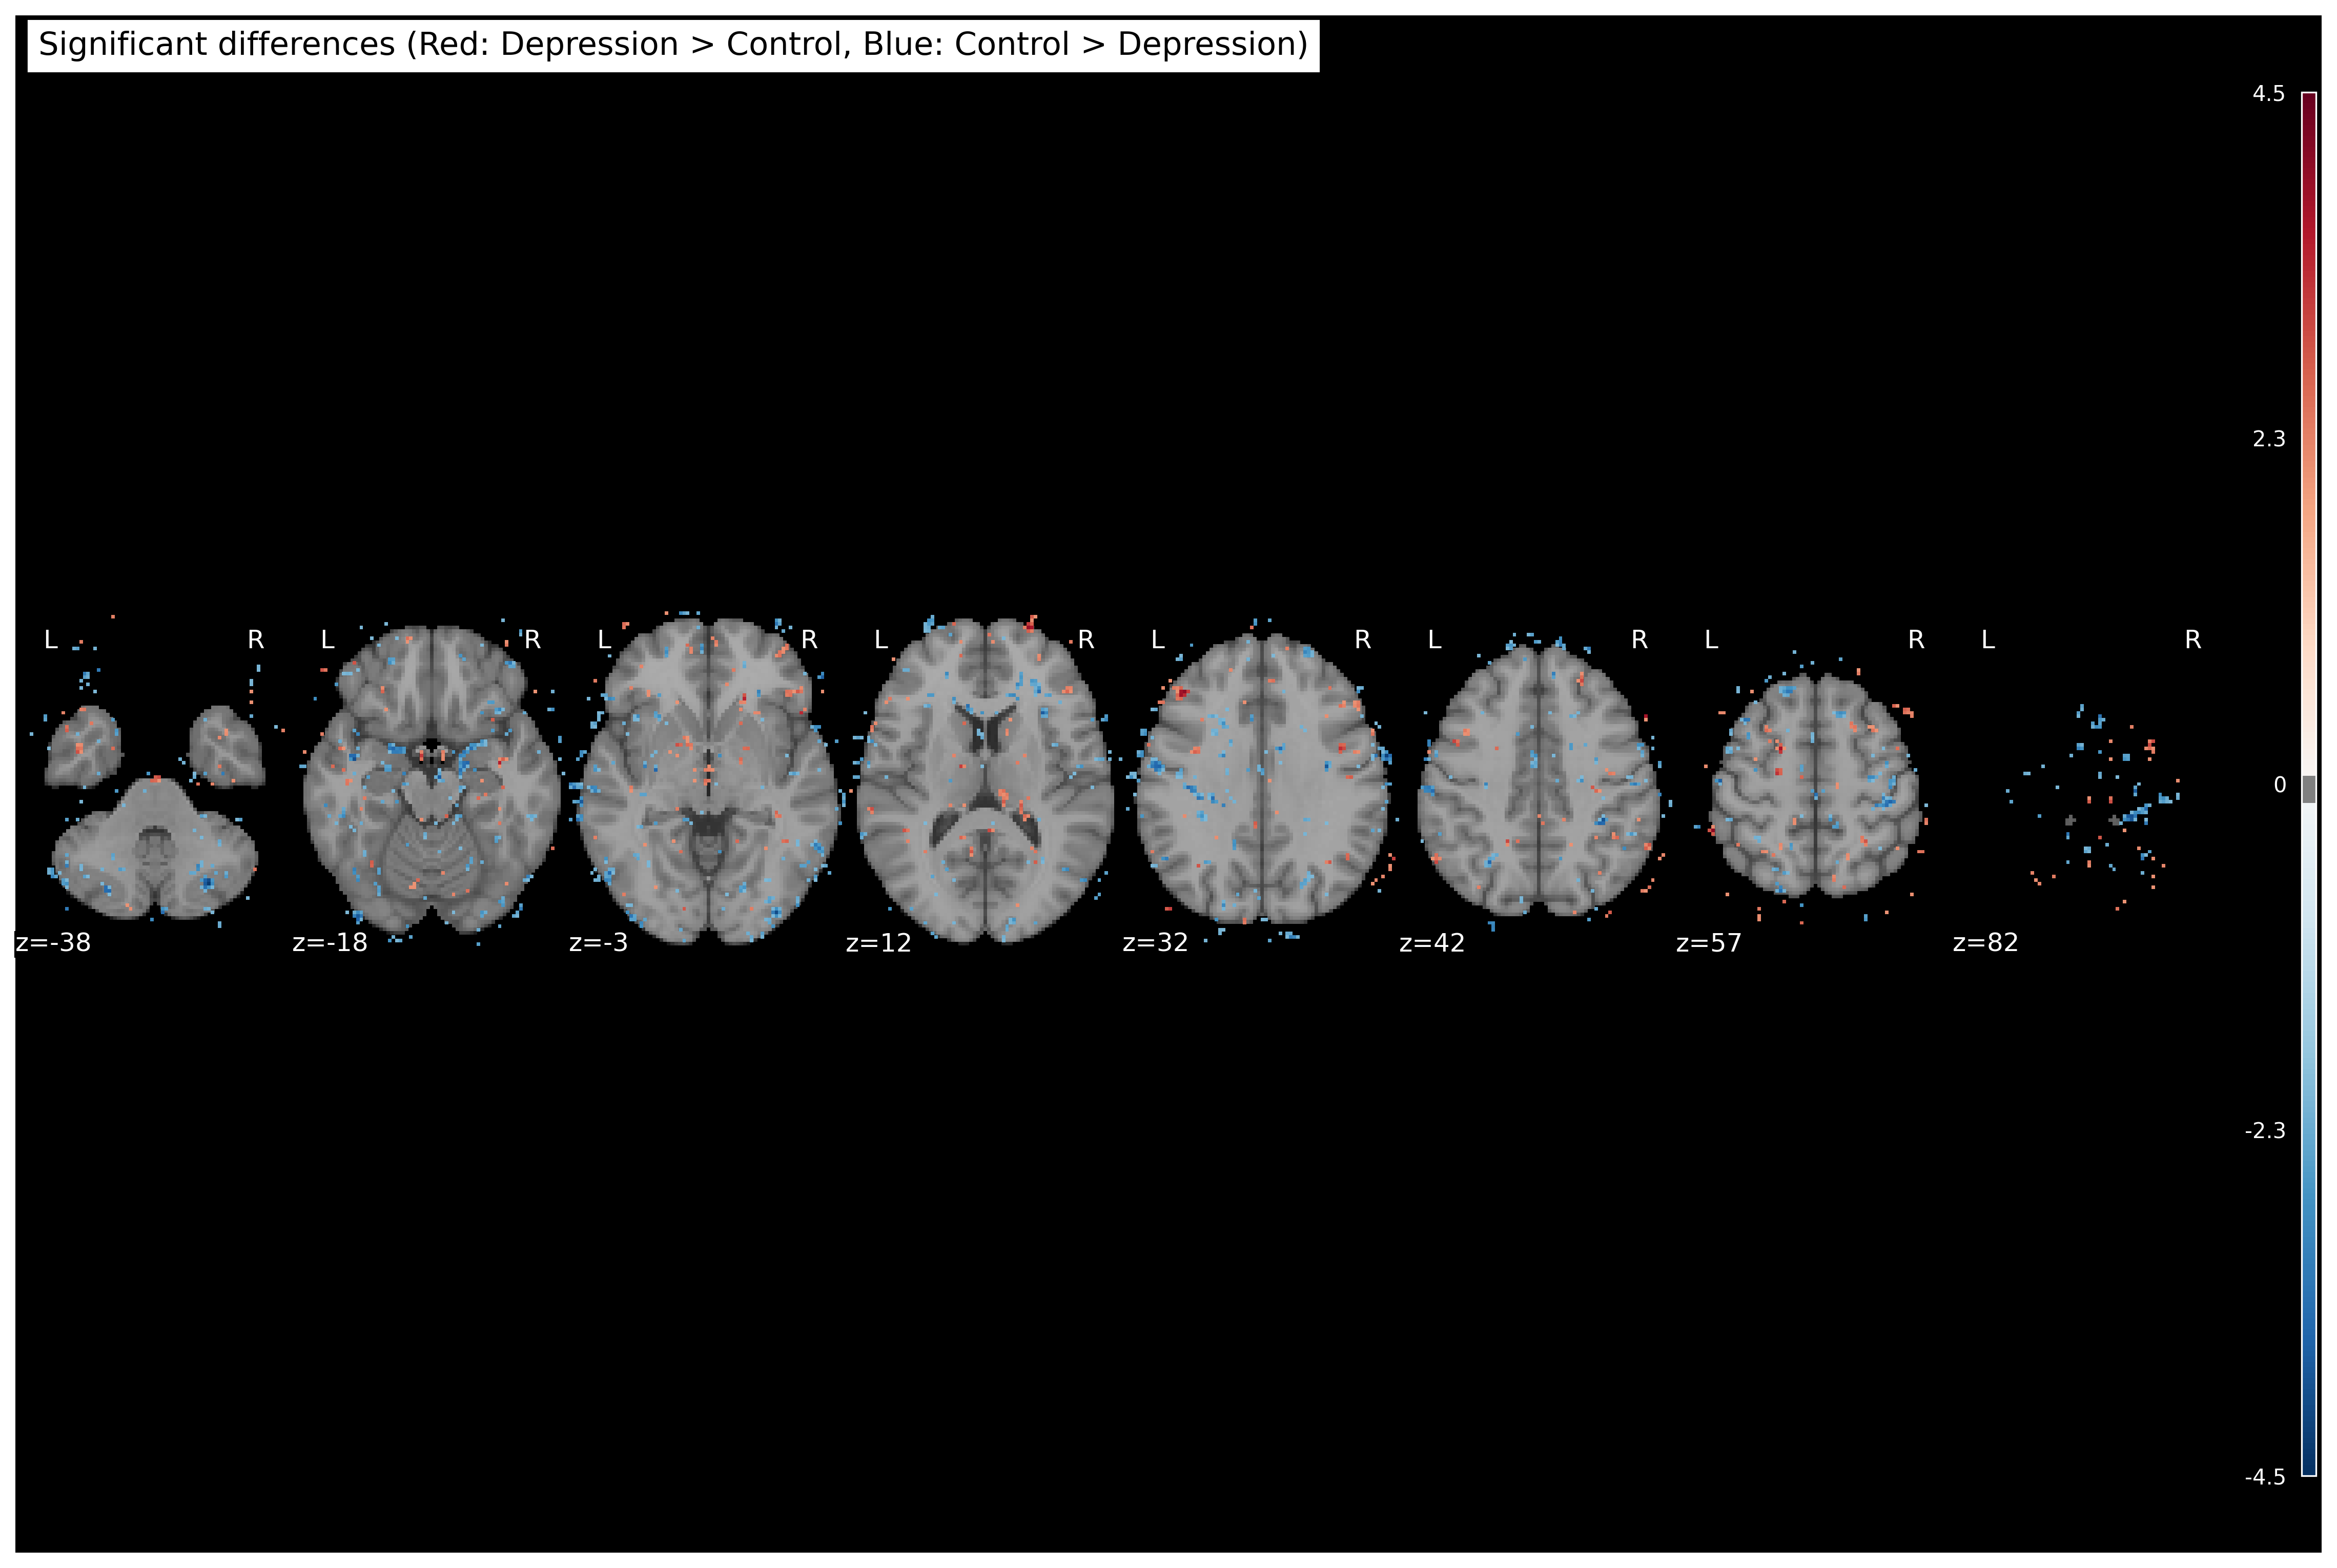 Significant differences (Red: Depression > Control, Blue: Control > Depression)
4.5
2.3
0
-2.3
-4.5
L R L R L R L R L R L R L R L R
z=-38 z=-18 z=-3 z=12 z=32 z=42 z=57 z=82